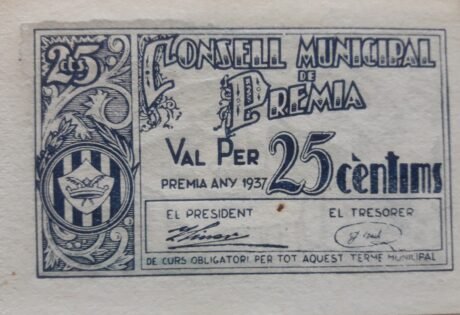 25 cts
CONSELL MUNICIPAL
DE
PREMIA
VAL PER 25 cèntims
PREMIA ANY 1937
EL PRESIDENT EL TRESORER
DE CURS OBLIGATORI PER TOT AQUEST TERME MUNICIPAL